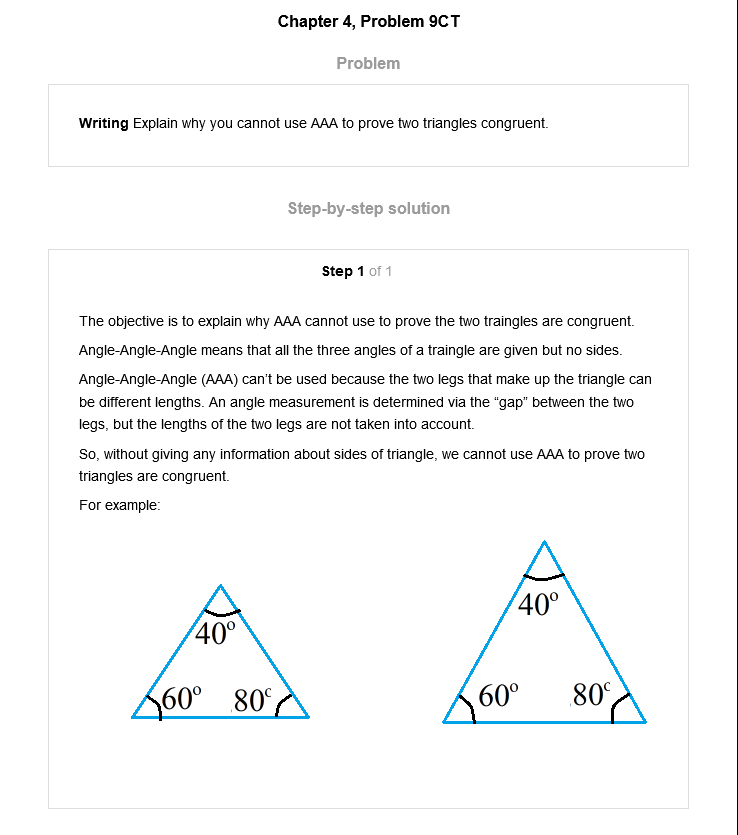 Chapter 4, Problem 9CT
Problem
Writing Explain why you cannot use AAA to prove two triangles congruent.
Step-by-step solution
Step 1 of 1
The objective is to explain why AAA cannot use to prove the two traingles are congruent.
Angle-Angle-Angle means that all the three angles of a traingle are given but no sides.
Angle-Angle-Angle (AAA) can't be used because the two legs that make up the triangle can
be different lengths. An angle measurement is determined via the “gap” between the two
legs, but the lengths of the two legs are not taken into account.
So, without giving any information about sides of triangle, we cannot use AAA to prove two
triangles are congruent.
For example:
40°
60° 80°
40°
60° 80°